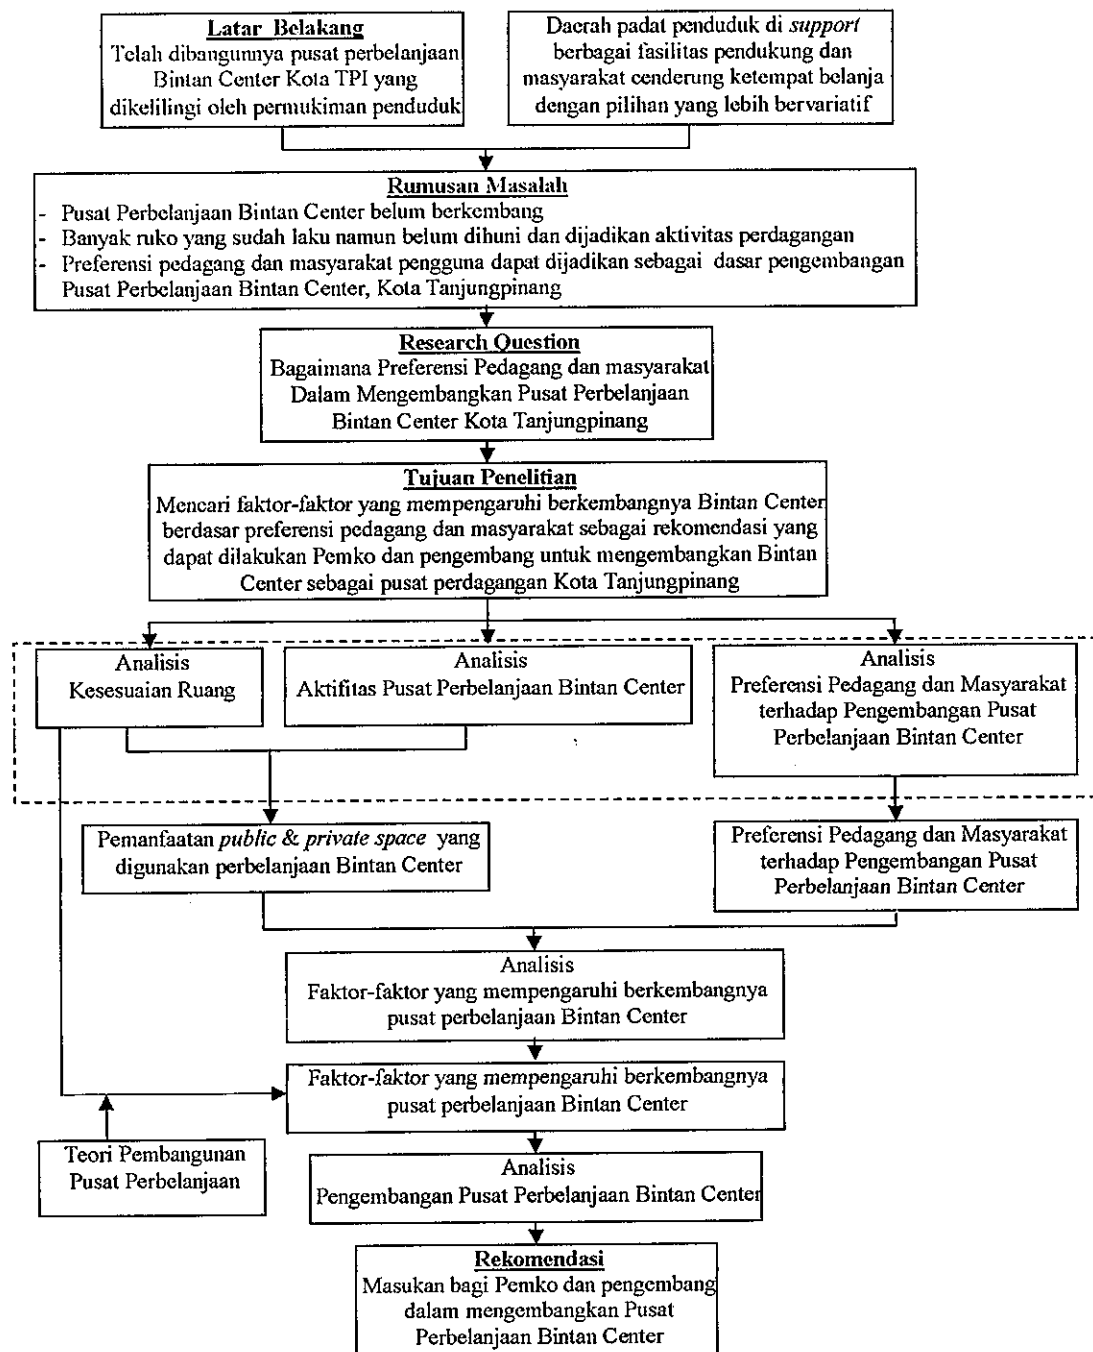 Latar Belakang
Telah dibangunnya pusat perbelanjaan
Bintan Center Kota TPI yang
dikelilingi oleh permukiman penduduk
Daerah padat penduduk di support
berbagai fasilitas pendukung dan
masyarakat cenderung ketempat belanja
dengan pilihan yang lebih bervariatif
Rumusan Masalah
- Pusat Perbelanjaan Bintan Center belum berkembang
- Banyak ruko yang sudah laku namun belum dihuni dan dijadikan aktivitas perdagangan
- Preferensi pedagang dan masyarakat pengguna dapat dijadikan sebagai dasar pengembangan
Pusat Perbelanjaan Bintan Center, Kota Tanjungpinang
Research Question
Bagaimana Preferensi Pedagang dan masyarakat
Dalam Mengembangkan Pusat Perbelanjaan
Bintan Center Kota Tanjungpinang
Tujuan Penelitian
Mencari faktor-faktor yang mempengaruhi berkembangnya Bintan Center
berdasar preferensi pedagang dan masyarakat sebagai rekomendasi yang
dapat dilakukan Pemko dan pengembang untuk mengembangkan Bintan
Center sebagai pusat perdagangan Kota Tanjungpinang
Analisis
Kesesuaian Ruang
Analisis
Aktifitas Pusat Perbelanjaan Bintan Center
Analisis
Preferensi Pedagang dan Masyarakat
terhadap Pengembangan Pusat
Perbelanjaan Bintan Center
Pemanfaatan public & private space yang
digunakan perbelanjaan Bintan Center
Preferensi Pedagang dan Masyarakat
terhadap Pengembangan Pusat
Perbelanjaan Bintan Center
Analisis
Faktor-faktor yang mempengaruhi berkembangnya
pusat perbelanjaan Bintan Center
Faktor-faktor yang mempengaruhi berkembangnya
pusat perbelanjaan Bintan Center
Teori Pembangunan
Pusat Perbelanjaan
Analisis
Pengembangan Pusat Perbelanjaan Bintan Center
Rekomendasi
Masukan bagi Pemko dan pengembang
dalam mengembangkan Pusat
Perbelanjaan Bintan Center